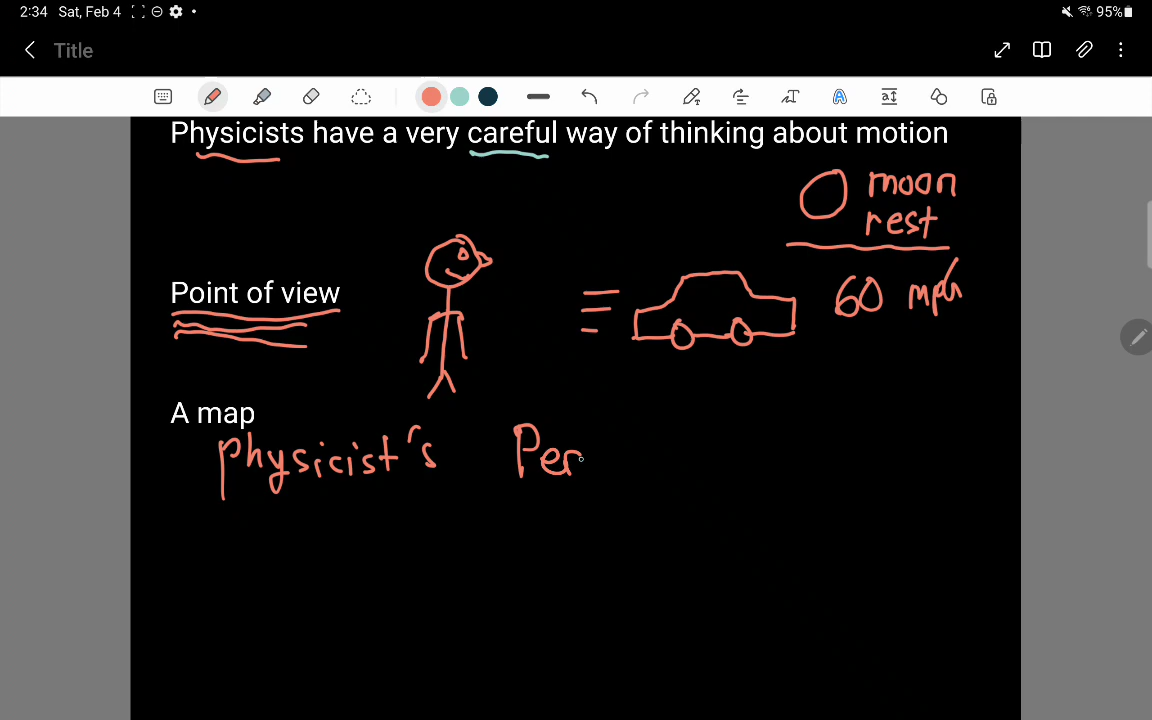 2:34 Sat, Feb 4
95%
Title
Physicists have a very careful way of thinking about motion
moon
rest
Point of view
60 mph
A map
Physicist's Per